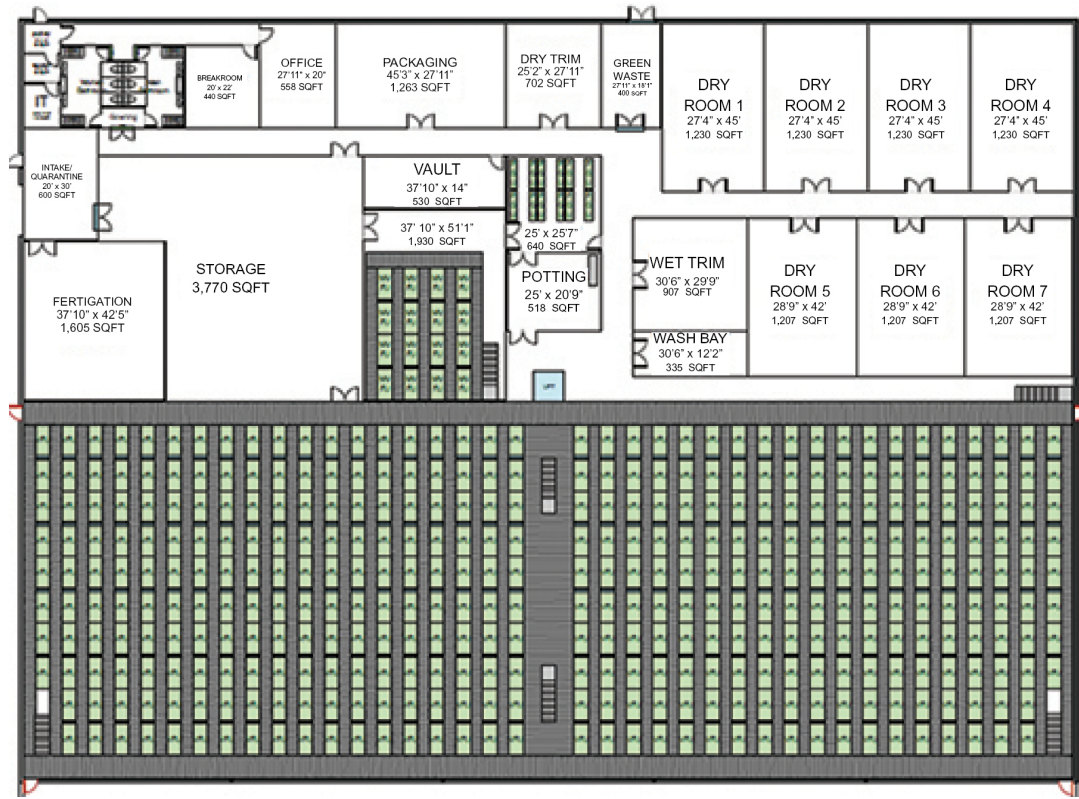 IT
BREAKROOM
20' x 22'
440 SQFT
OFFICE
27'11" x 20"
558 SQFT
PACKAGING
45'3" x 27'11"
1,263 SQFT
DRY TRIM
25'2" x 27'11"
702 SQFT
GREEN
WASTE
27'11" x 18'1"
400 SQFT
DRY
ROOM 1
27'4" x 45'
1,230 SQFT
DRY
ROOM 2
27'4" x 45'
1,230 SQFT
DRY
ROOM 3
27'4" x 45'
1,230 SQFT
DRY
ROOM 4
27'4" x 45'
1,230 SQFT
INTAKE/
QUARANTINE
20' x 30'
600 SQFT
VAULT
37'10" x 14"
530 SQFT
37' 10" x 51'1"
1,930 SQFT
25' x 25'7"
640 SQFT
POTTING
25' x 20'9"
518 SQFT
STORAGE
3,770 SQFT
FERTIGATION
37'10" x 42'5"
1,605 SQFT
WET TRIM
30'6" x 29'9"
907 SQFT
WASH BAY
30'6" x 12'2"
335 SQFT
DRY
ROOM 5
28'9" x 42'
1,207 SQFT
DRY
ROOM 6
28'9" x 42'
1,207 SQFT
DRY
ROOM 7
28'9" x 42'
1,207 SQFT
LIFT